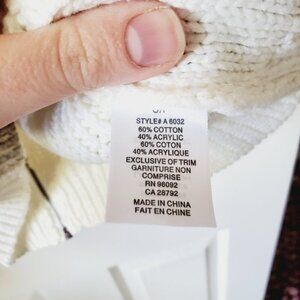 STYLE# A 6032
60% COTTON
40% ACRYLIC
60% COTON
40% ACRYLIQUE
EXCLUSIVE OF TRIM
GARNITURE NON
COMPRISE
RN 96092
CA 28792
MADE IN CHINA
FAIT EN CHINE